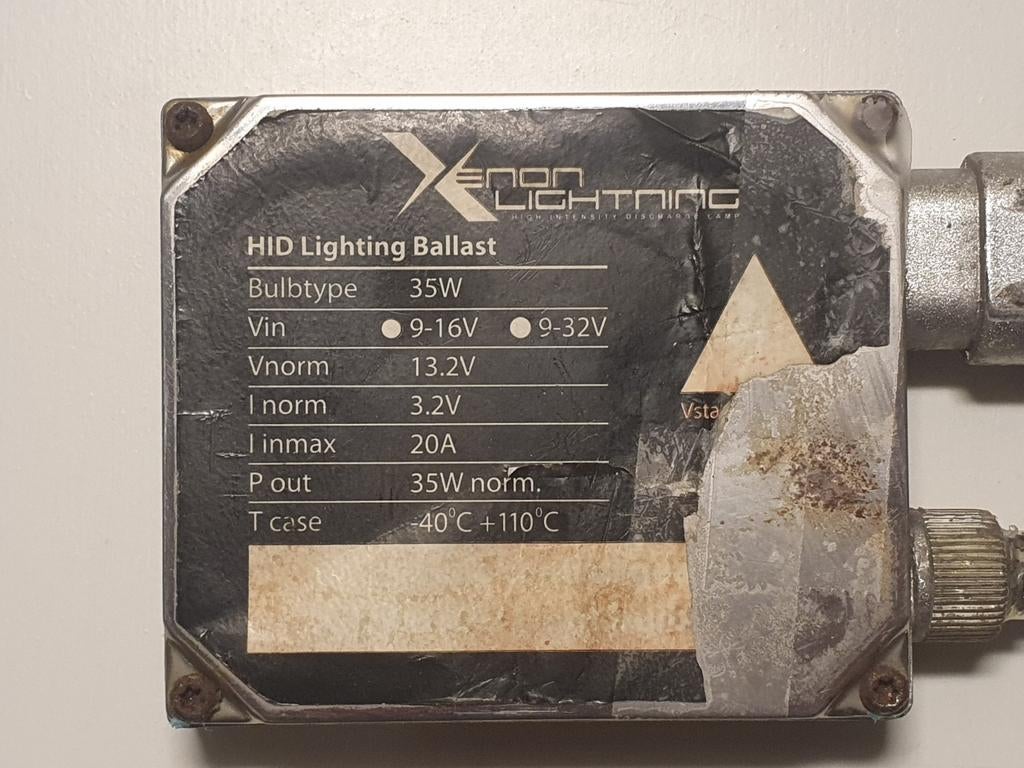 XENON
LIGHTNING
HIGH INTENSITY DISCHARGE LAMP
HID Lighting Ballast
Bulbtype 35W
Vin 9-16V 9-32V
Vnorm 13.2V
I norm 3.2V
I inmax 20A
P out 35W norm.
T case -40°C +110°C
Vsta